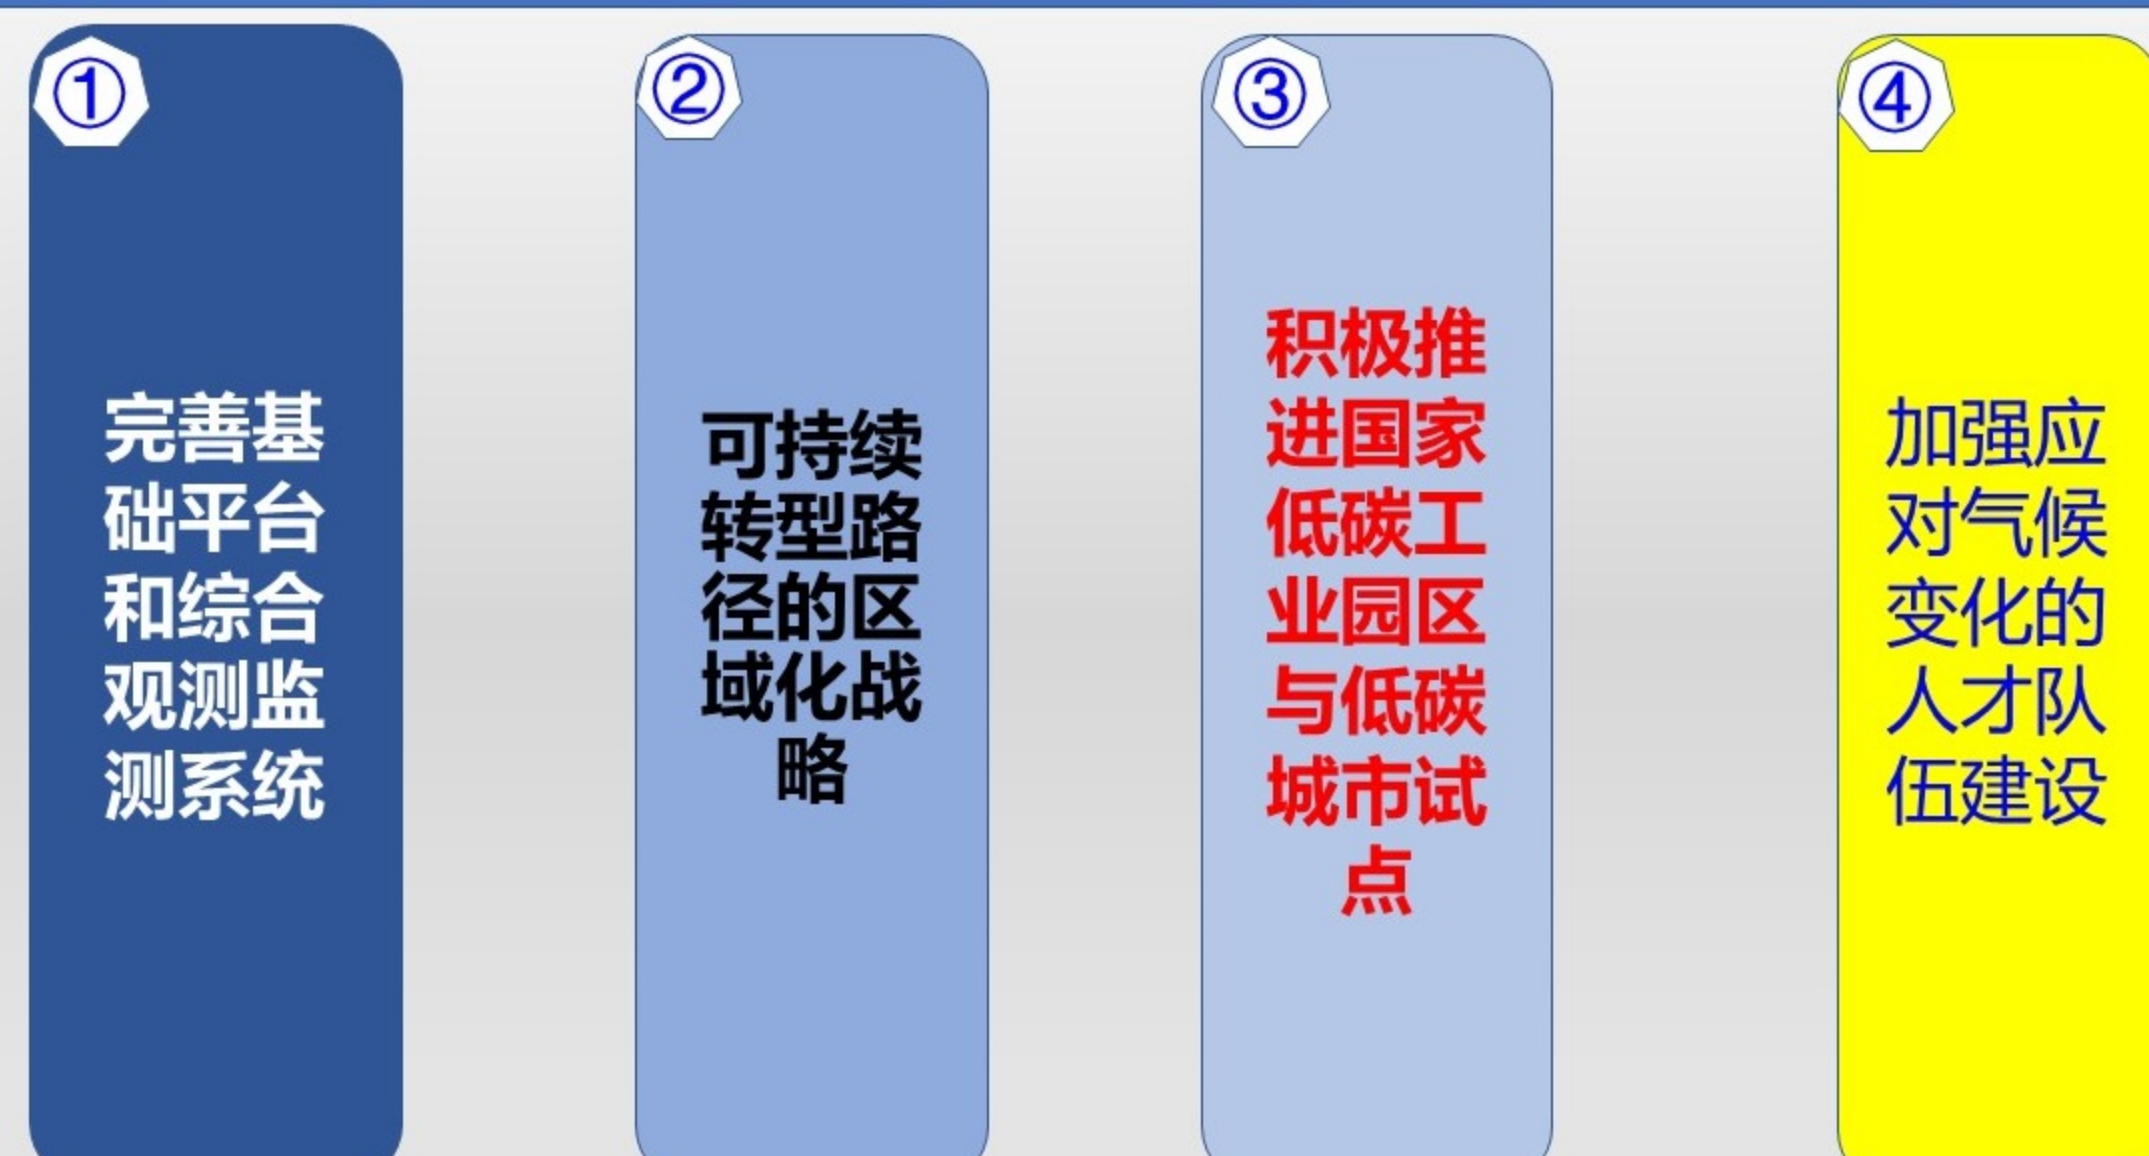 ①
完善基
础平台
和综合
观测监
测系统
②
可持续
转型路
径的区
域化战
略
③
积极推
进国家
低碳工
业园区
与低碳
城市试
点
④
加强应
对气候
变化的
人才队
伍建设